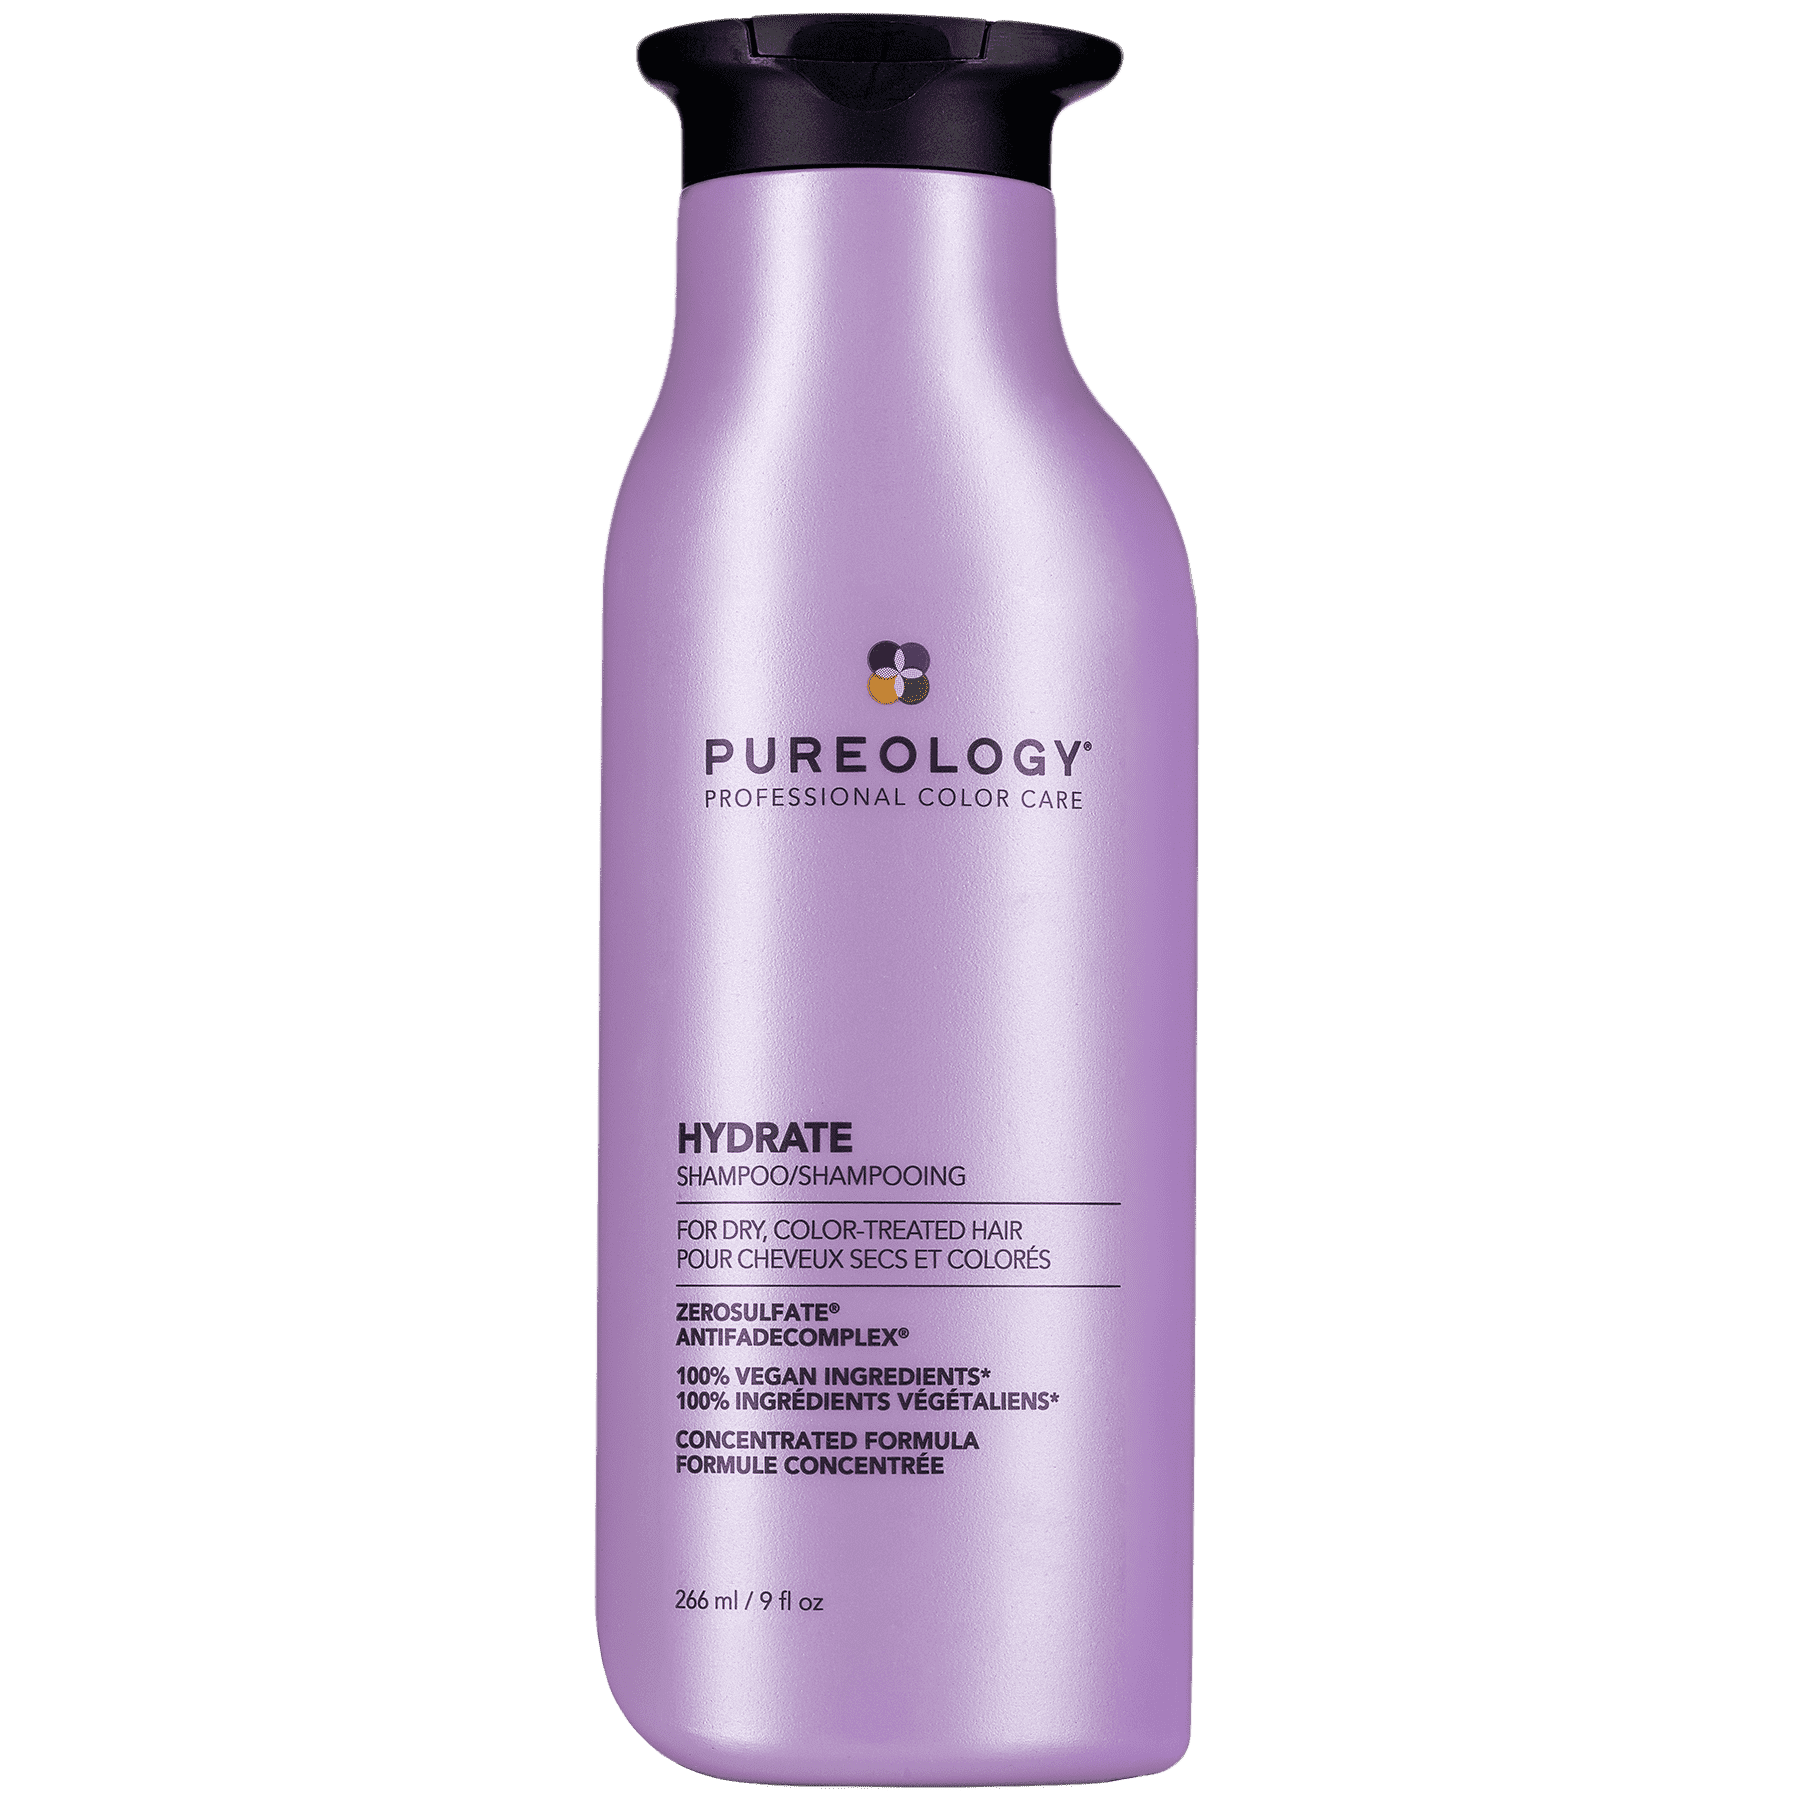 PUREOLOGY®
PROFESSIONAL COLOR CARE
HYDRATE
SHAMPOO/SHAMPOOING
FOR DRY, COLOR-TREATED HAIR
POUR CHEVEUX SECS ET COLORÉS
ZEROSULFATE®
ANTIFADECOMPLEX®
100% VEGAN INGREDIENTS*
100% INGRÉDIENTS VÉGÉTALIENS*
CONCENTRATED FORMULA
FORMULE CONCENTRÉE
266 ml / 9 fl oz